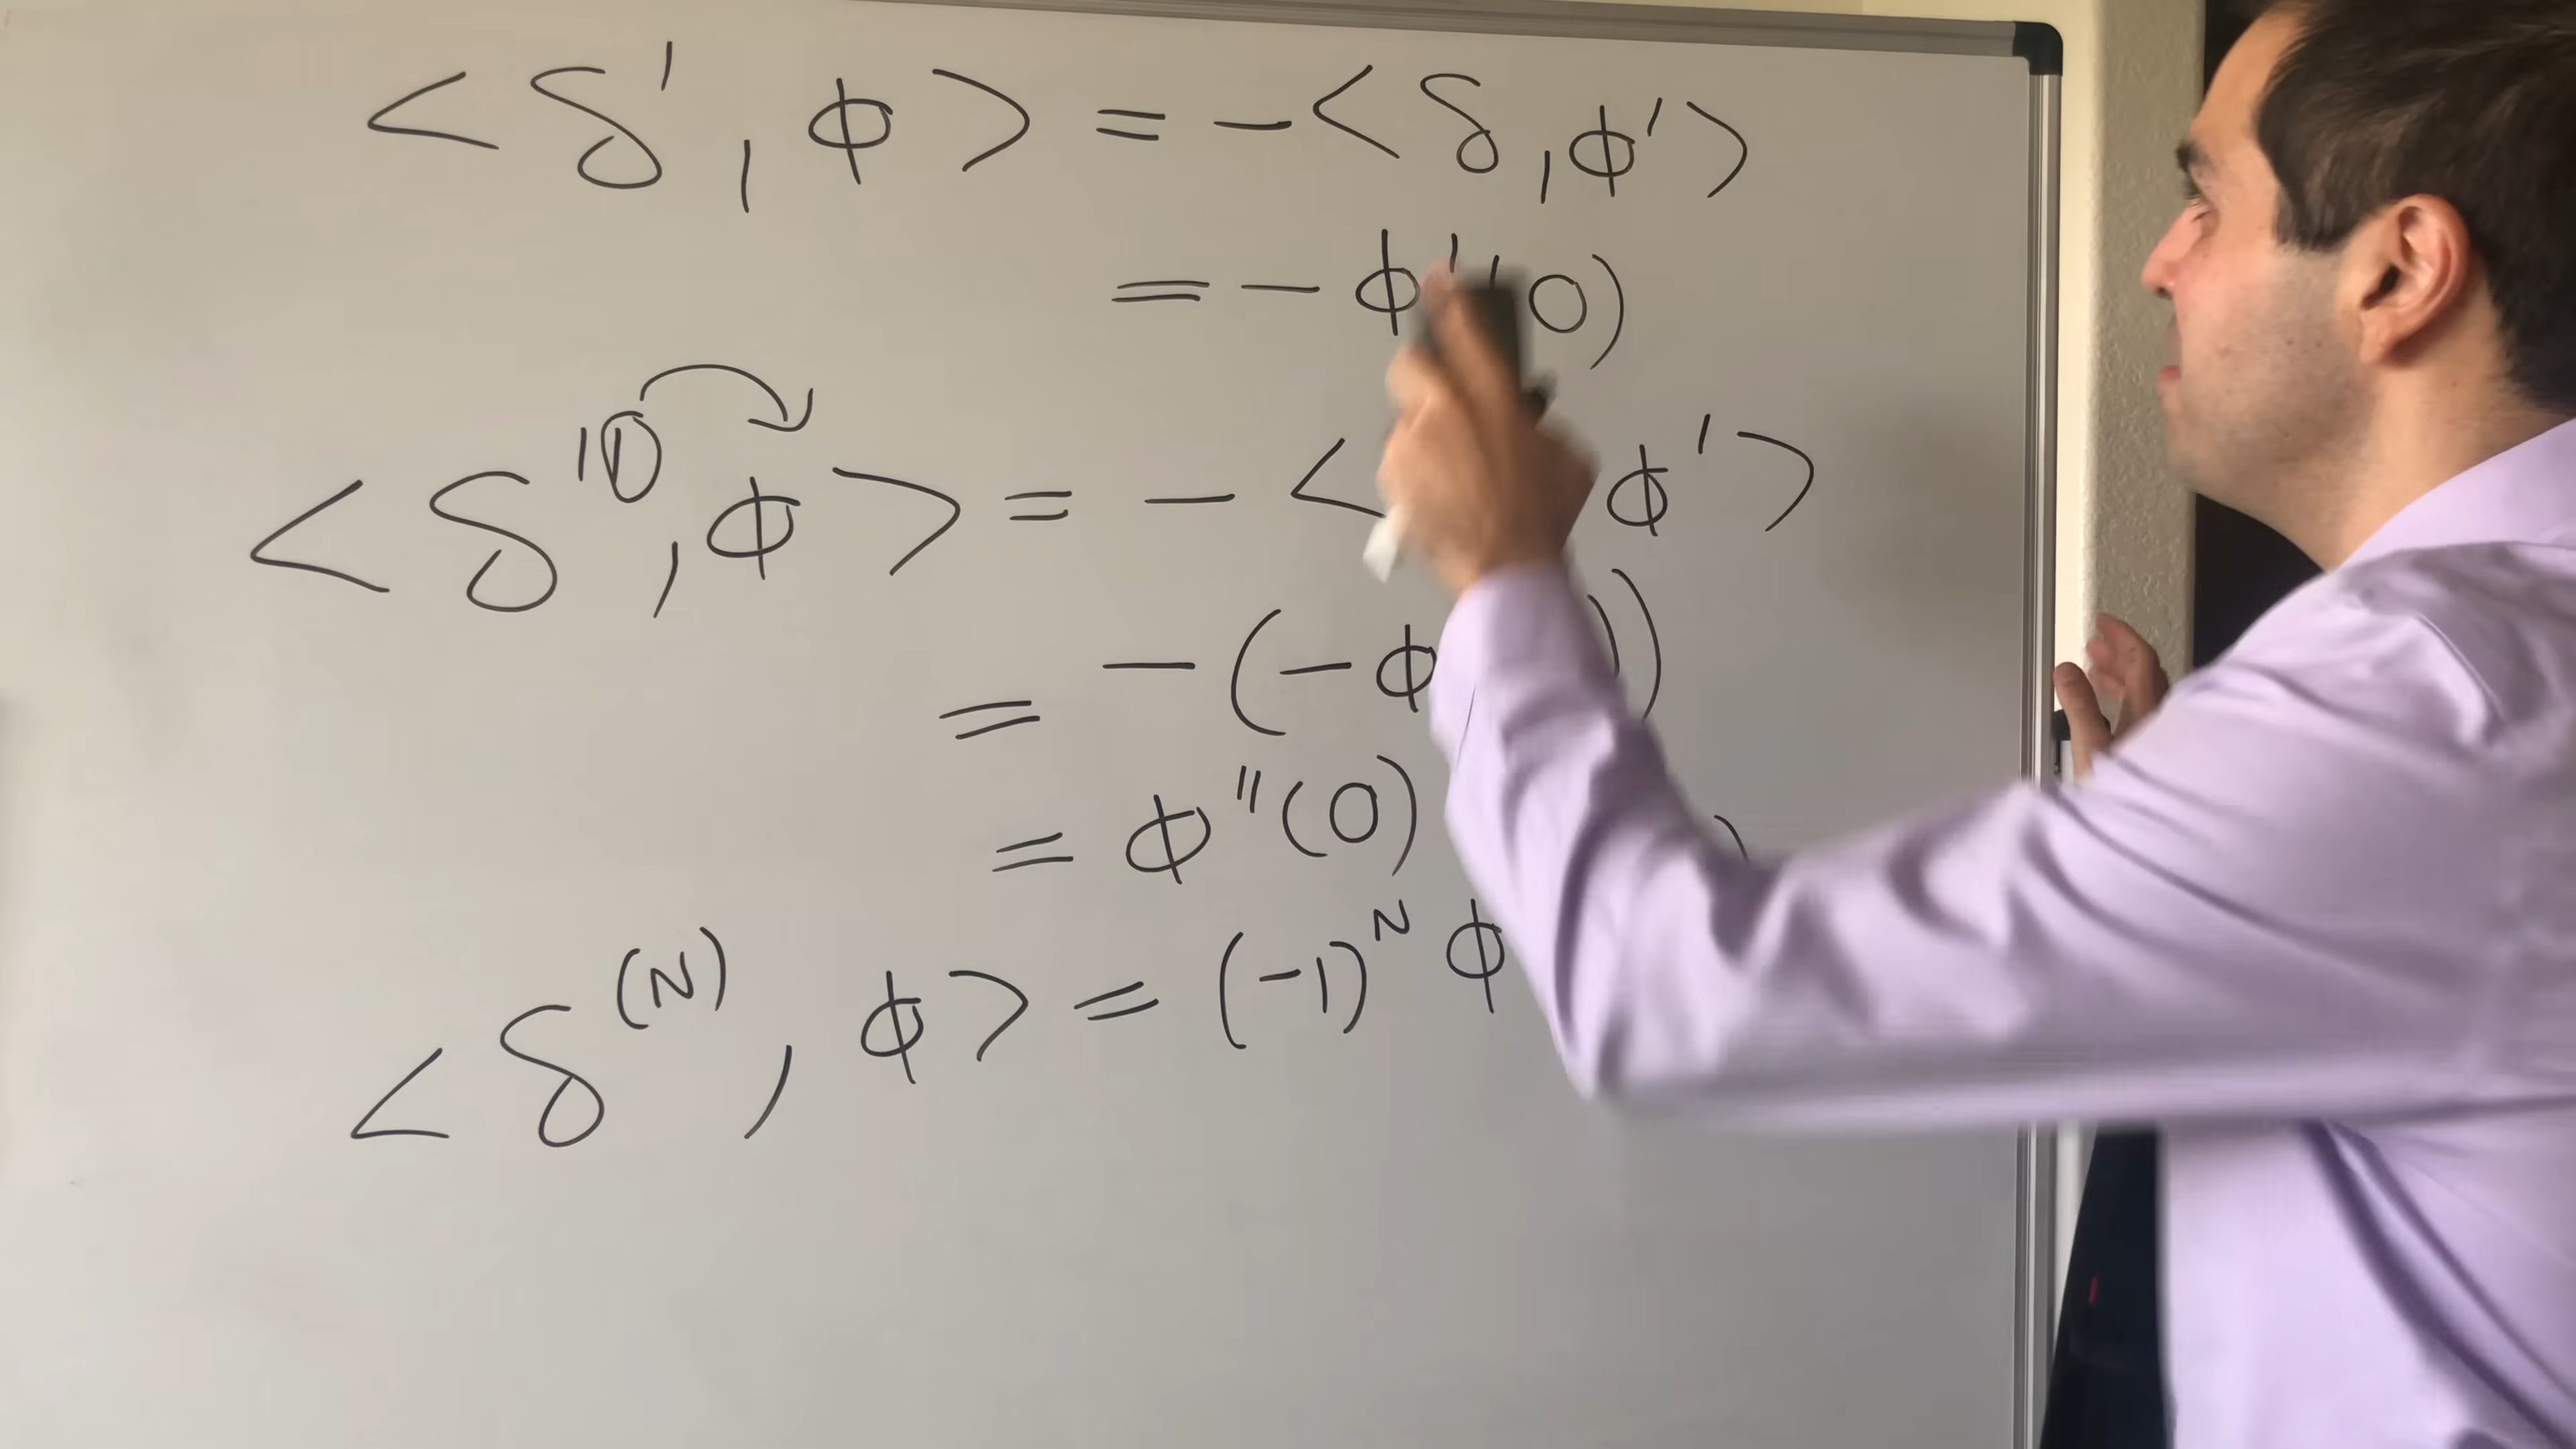 <δ', φ> = -<δ, φ'>
= - φ'(0)
<δ'', φ> = - < φ'>
= -(-φ ))
= φ''(0) )
<δ^(N), φ> = (-1)^N φ